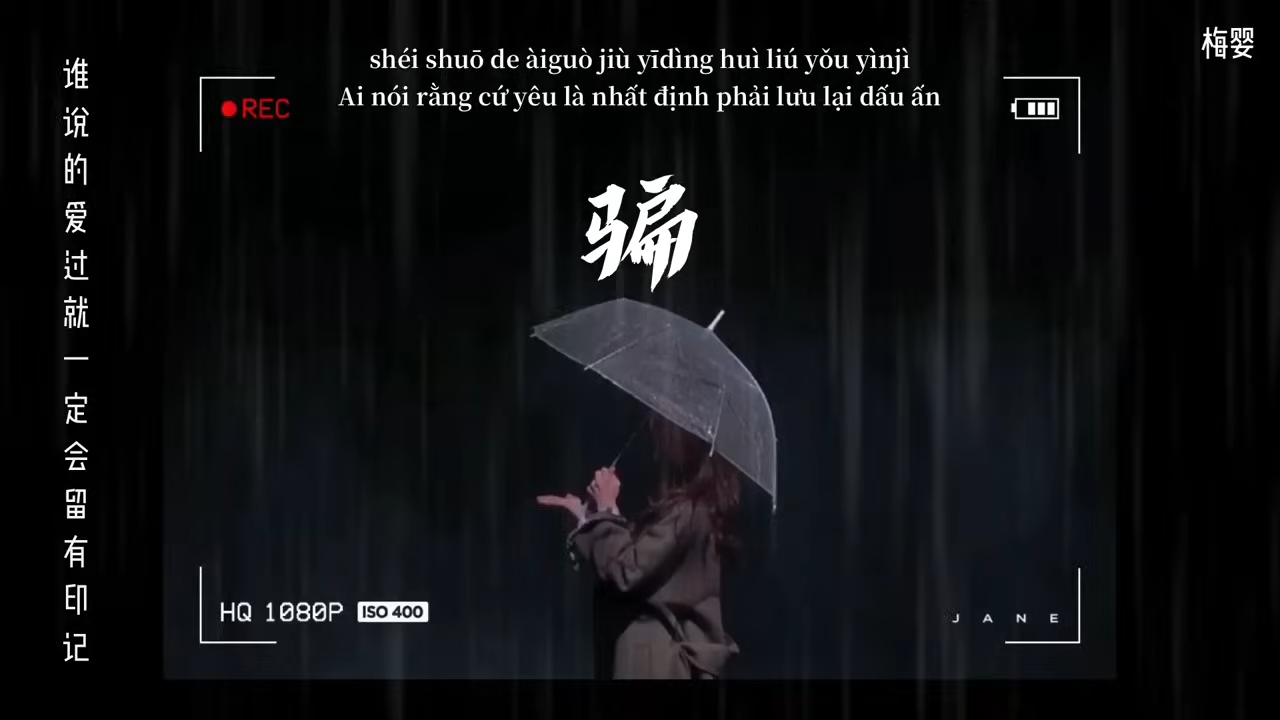 shéi shuō de àiguò jiù yīdìng huì liú yǒu yìnjì
Ai nói rằng cứ yêu là nhất định phải lưu lại dấu ấn
梅婴
REC
谁说的爱过就一定会留有印记
骗
HQ 1080P ISO 400
JANE